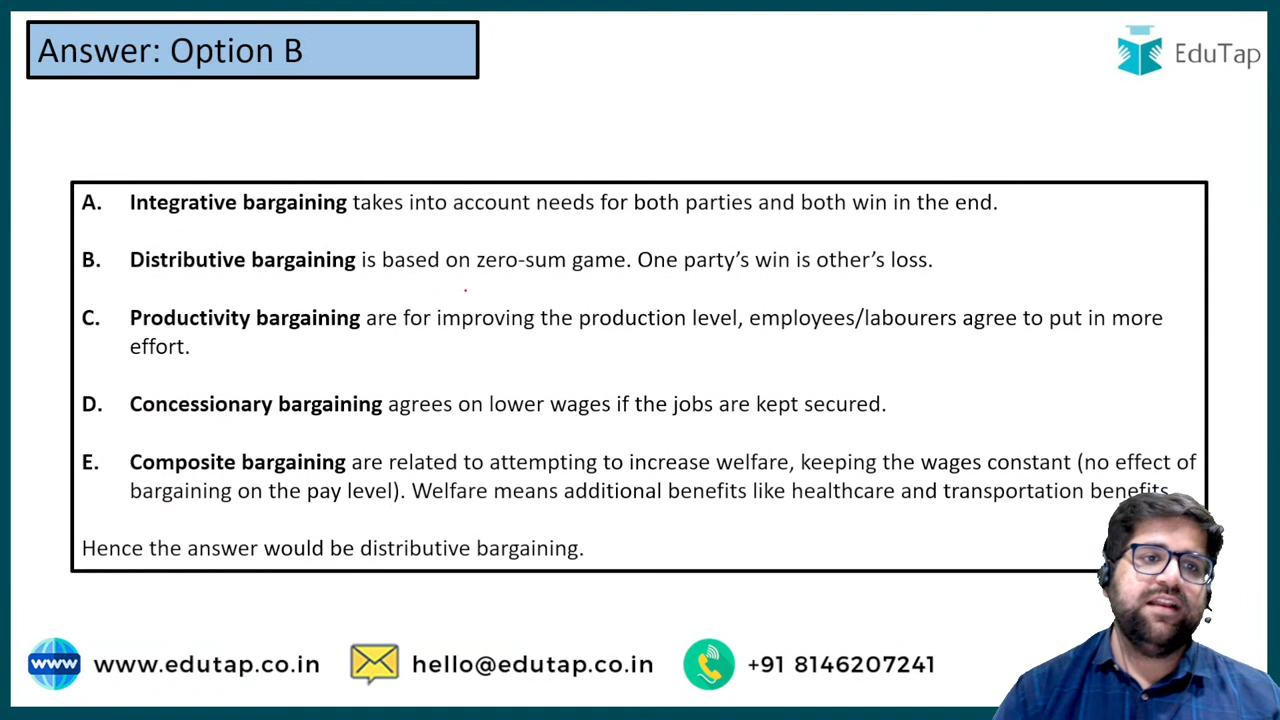 Answer: Option B
EduTap
A. Integrative bargaining takes into account needs for both parties and both win in the end.
B. Distributive bargaining is based on zero-sum game. One party’s win is other’s loss.
C. Productivity bargaining are for improving the production level, employees/labourers agree to put in more
effort.
D. Concessionary bargaining agrees on lower wages if the jobs are kept secured.
E. Composite bargaining are related to attempting to increase welfare, keeping the wages constant (no effect of
bargaining on the pay level). Welfare means additional benefits like healthcare and transportation benefits
Hence the answer would be distributive bargaining.
www www.edutap.co.in hello@edutap.co.in +91 8146207241